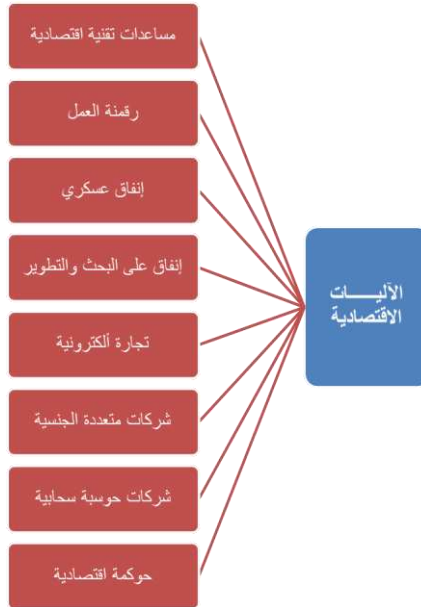 الآليـــات
الاقتصادية
مساعدات تقنية اقتصادية
رقمنة العمل
إنفاق عسكري
إنفاق على البحث والتطوير
تجارة ألكترونية
شركات متعددة الجنسية
شركات حوسبة سحابية
حوكمة اقتصادية